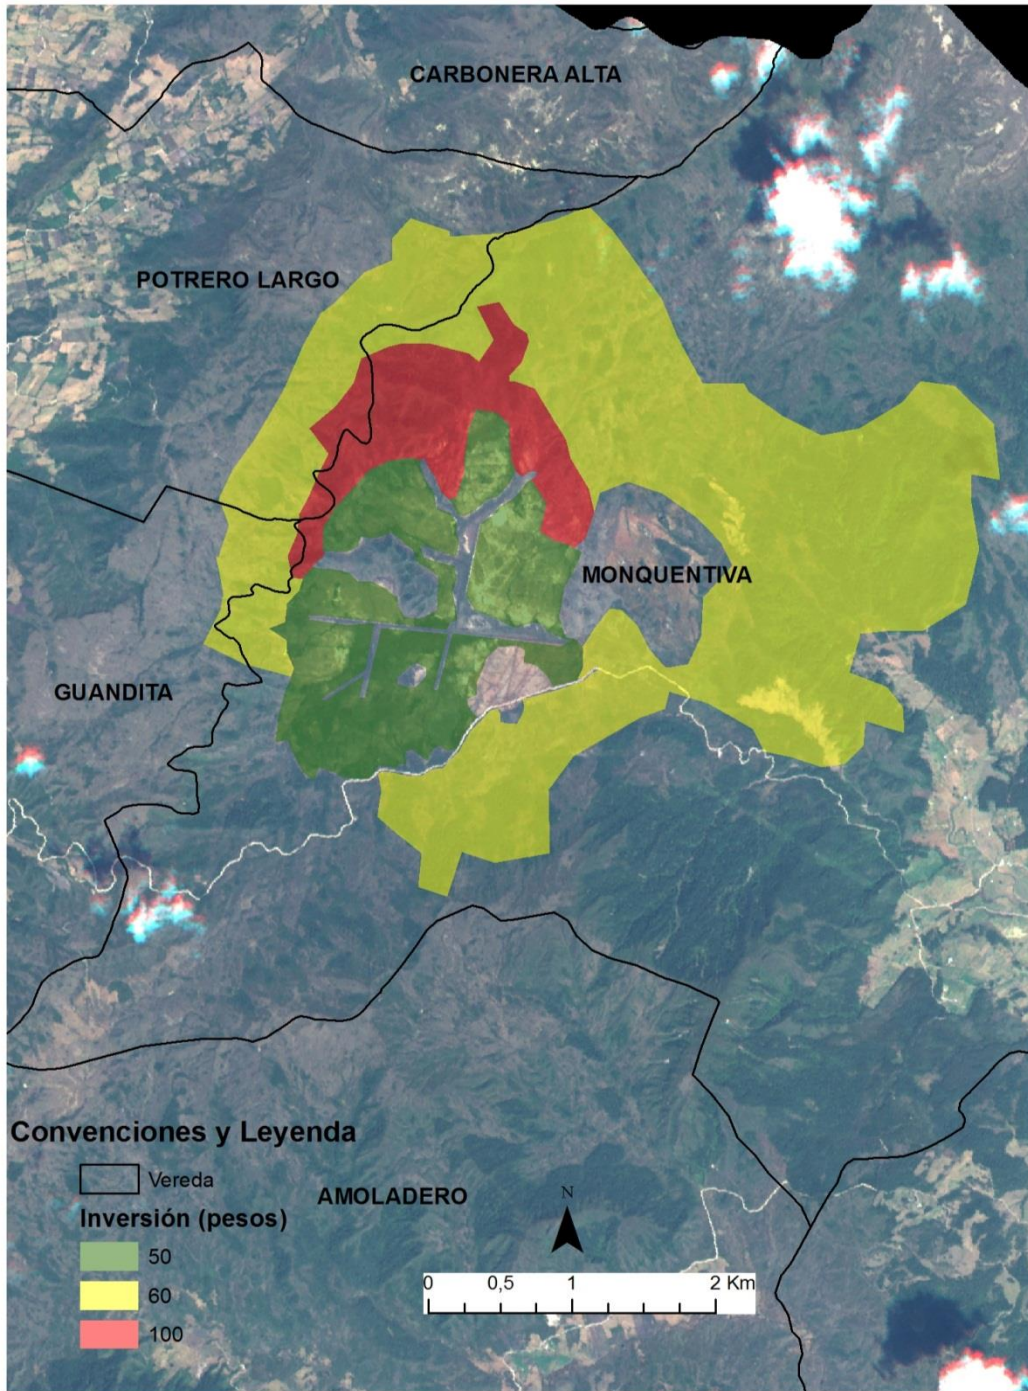 CARBONERA ALTA
POTRERO LARGO
MONQUENTIVA
GUANDITA
Convenciones y Leyenda
Vereda
AMOLADERO
N
Inversión (pesos)
50
60
100
0 0,5 1 2 Km